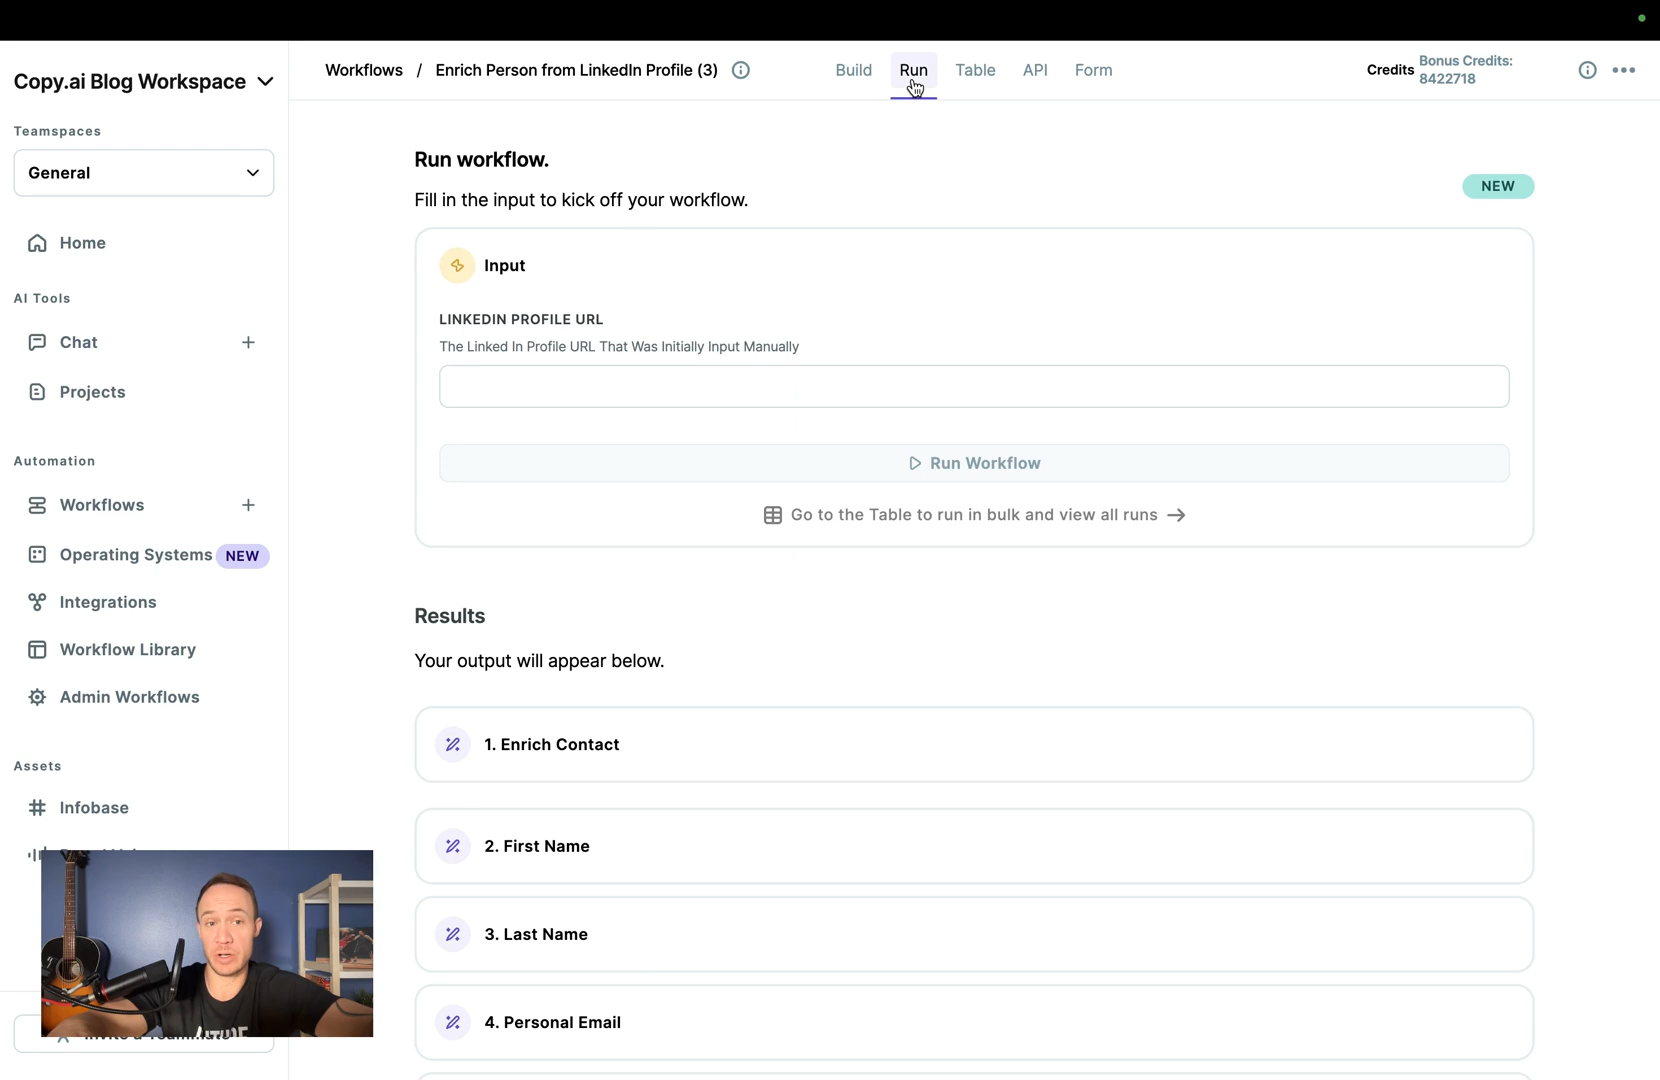 Copy.ai Blog Workspace
Workflows / Enrich Person from LinkedIn Profile (3)
Build
Run
Table
API
Form
Credits
Bonus Credits:
8422718
Teamspaces
General
Home
AI Tools
Chat
Projects
Automation
Workflows
Operating Systems NEW
Integrations
Workflow Library
Admin Workflows
Assets
Infobase
Run workflow.
Fill in the input to kick off your workflow.
NEW
Input
LINKEDIN PROFILE URL
The Linked In Profile URL That Was Initially Input Manually
Run Workflow
Go to the Table to run in bulk and view all runs
Results
Your output will appear below.
1. Enrich Contact
2. First Name
3. Last Name
4. Personal Email